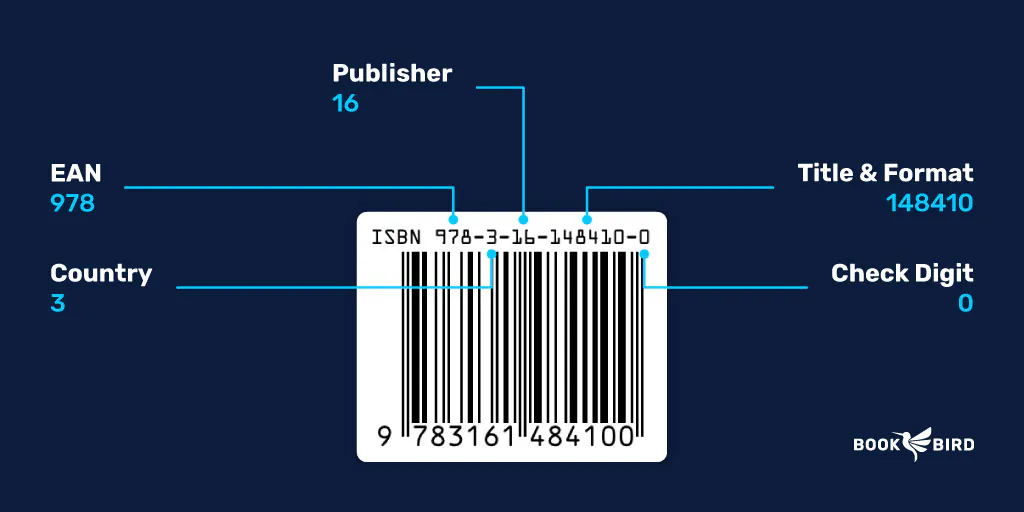 Publisher
16
EAN
978
Title & Format
148410
ISBN 978-3-16-148410-0
Country
3
Check Digit
0
9 783161 484100
BOOK BIRD